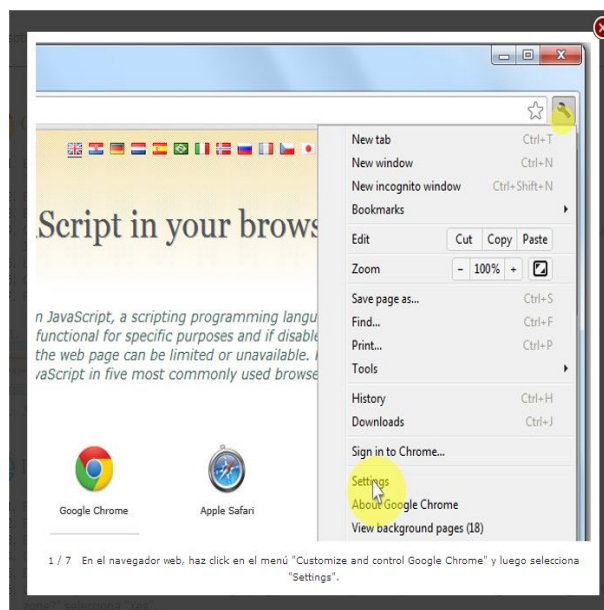 New tab Ctrl+T
New window Ctrl+N
New incognito window Ctrl+Shift+N
Bookmarks
Edit Cut Copy Paste
Zoom - 100% +
Save page as... Ctrl+S
Find... Ctrl+F
Print... Ctrl+P
Tools
History Ctrl+H
Downloads Ctrl+J
Sign in to Chrome...
Settings
About Google Chrome
View background pages (18)
Script in your brows
n JavaScript, a scripting programming langu
functional for specific purposes and if disable
the web page can be limited or unavailable.
vaScript in five most commonly used browse
Google Chrome Apple Safari
1 / 7 En el navegador web, haz click en el menú "Customize and control Google Chrome" y luego selecciona
"Settings".